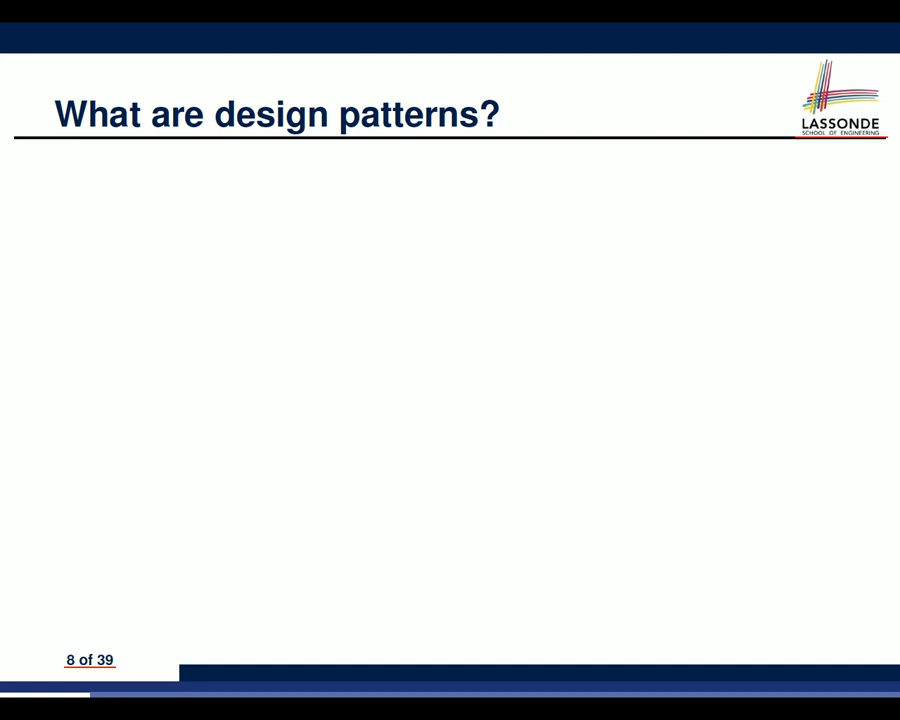 What are design patterns?
LASSONDE
SCHOOL OF ENGINEERING
8 of 39